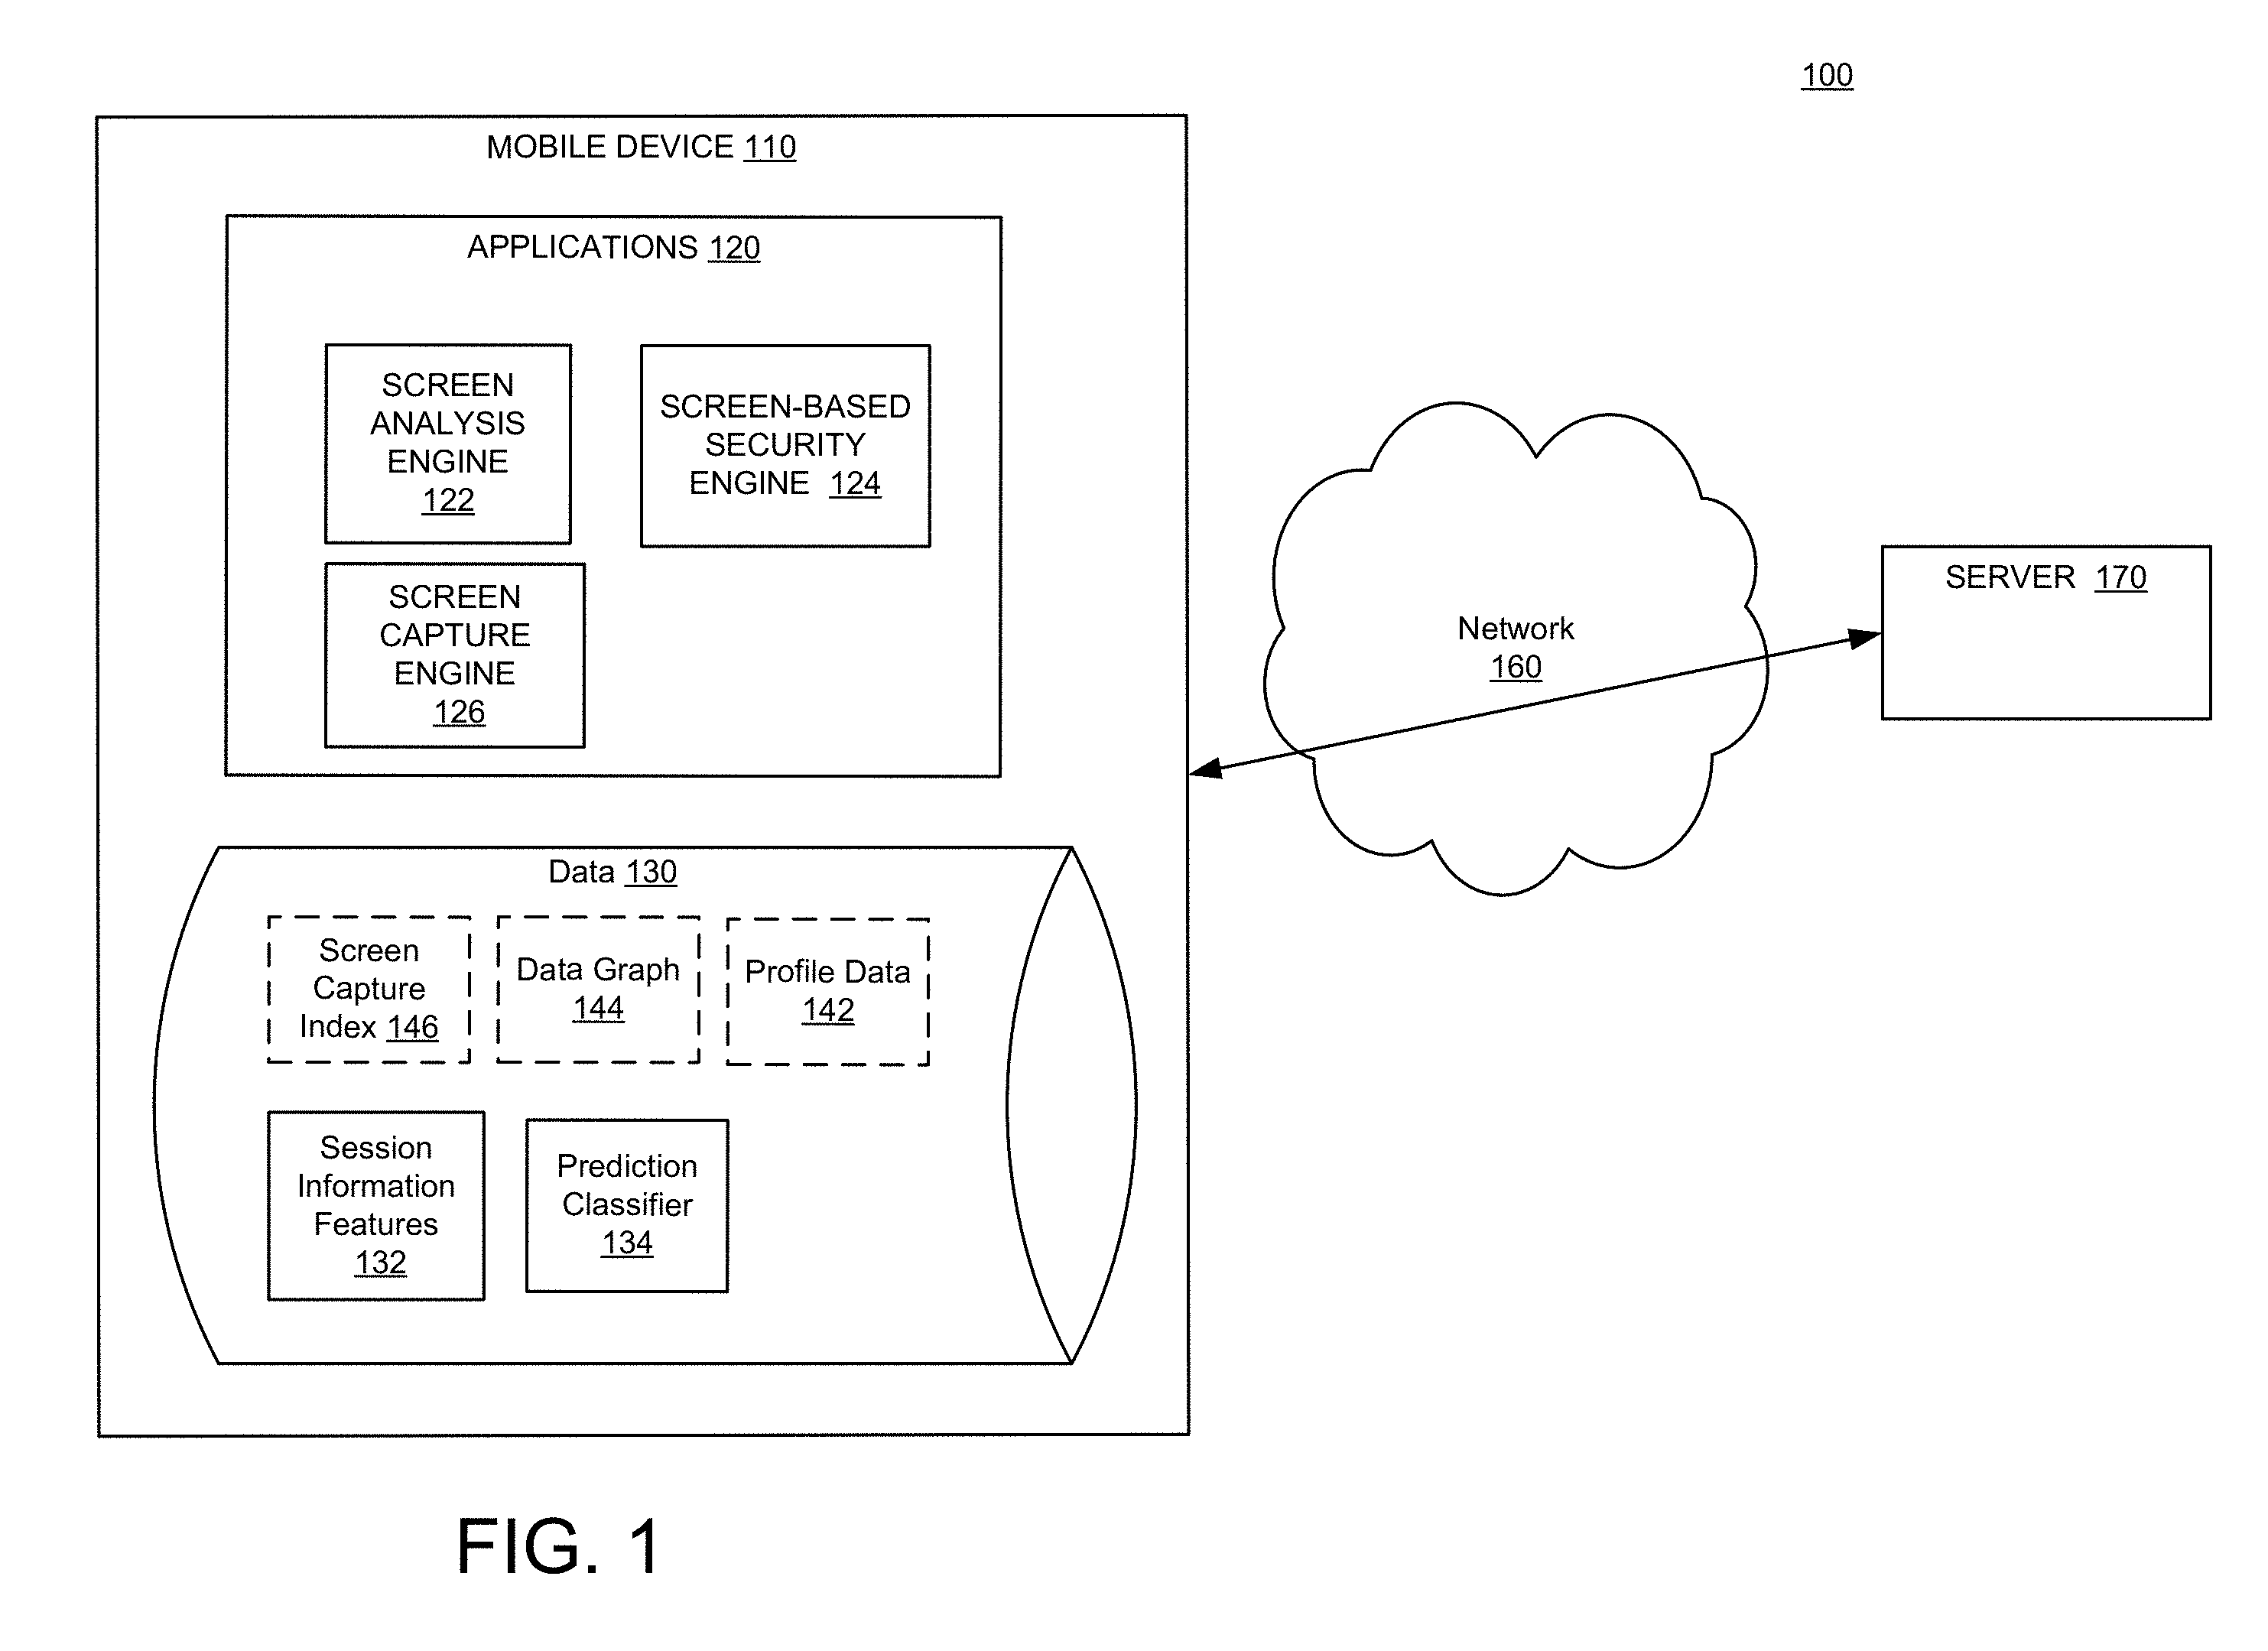 100
MOBILE DEVICE 110
APPLICATIONS 120
SCREEN
ANALYSIS
ENGINE
122
SCREEN-BASED
SECURITY
ENGINE 124
SCREEN
CAPTURE
ENGINE
126
Network
160
SERVER 170
Data 130
Screen
Capture
Index 146
Data Graph
144
Profile Data
142
Session
Information
Features
132
Prediction
Classifier
134
FIG. 1